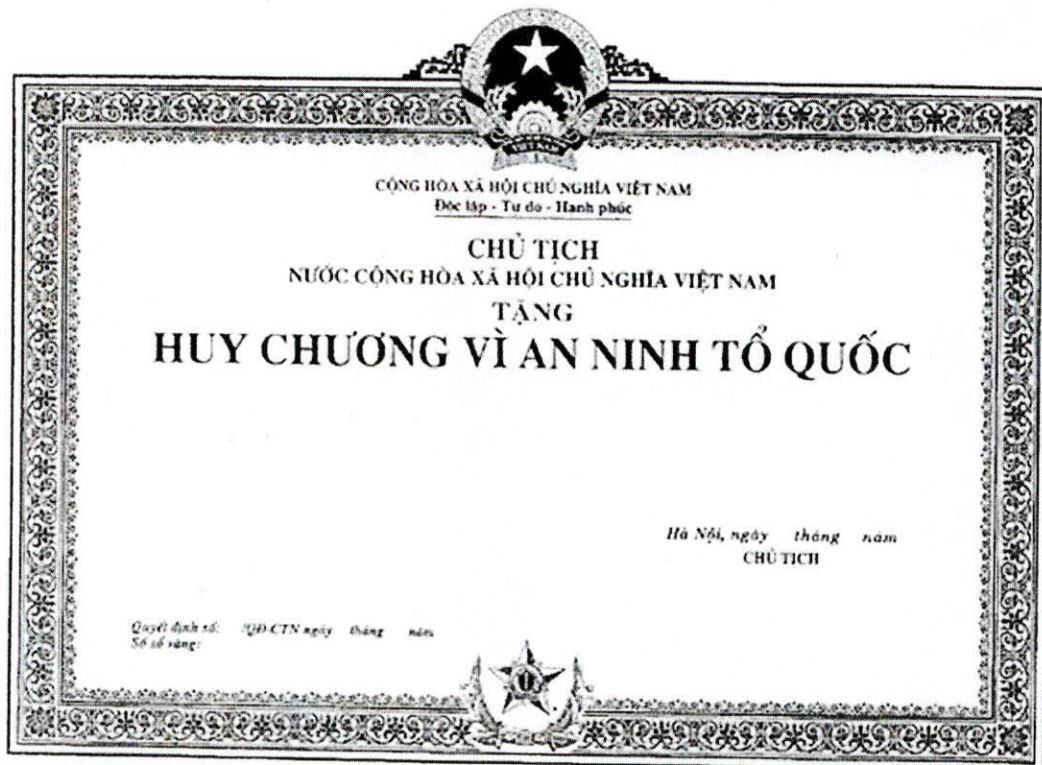 VIỆT NAM
CỘNG HÒA XÃ HỘI CHỦ NGHĨA VIỆT NAM
Độc lập - Tự do - Hạnh phúc
CHỦ TỊCH
NƯỚC CỘNG HÒA XÃ HỘI CHỦ NGHĨA VIỆT NAM
TẶNG
HUY CHƯƠNG VÌ AN NINH TỔ QUỐC
Hà Nội, ngày tháng năm
CHỦ TỊCH
Quyết định số: /QĐ-CTN ngày tháng năm
Số sổ vàng: